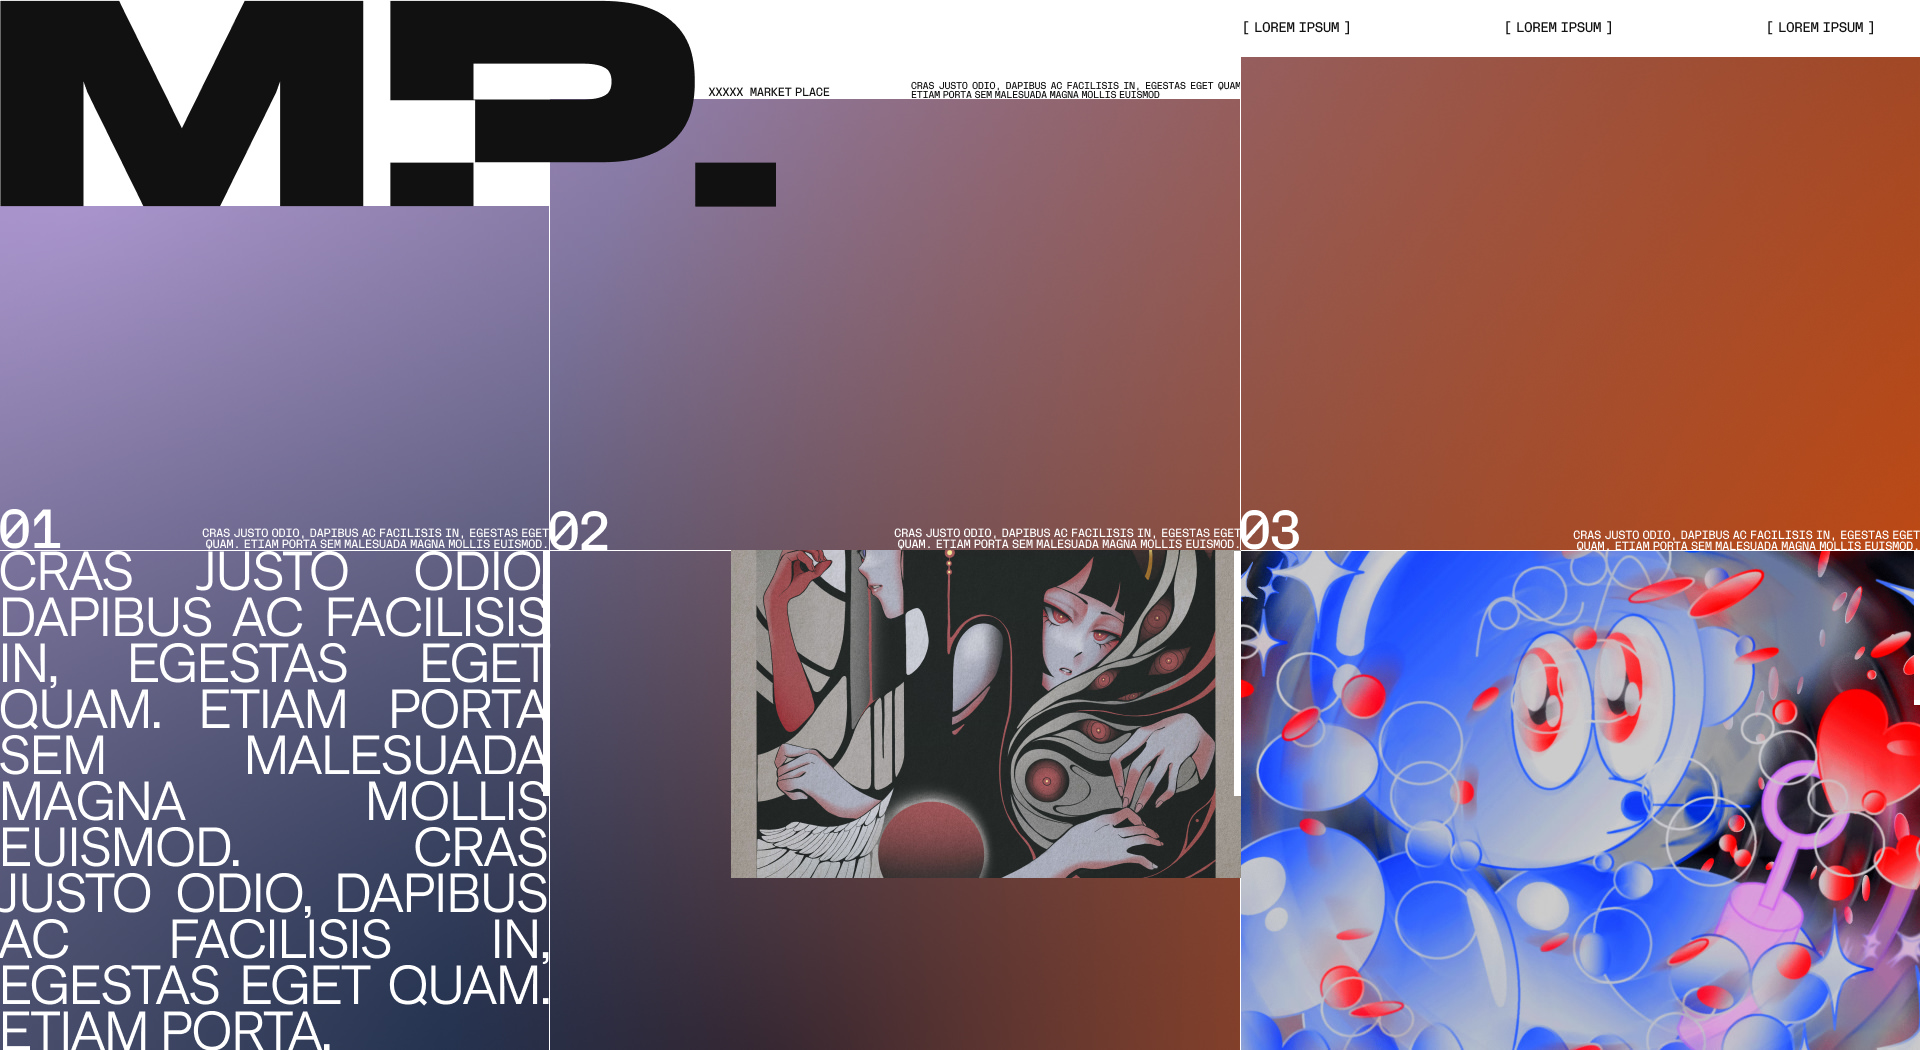 MP.
XXXXX MARKET PLACE
CRAS JUSTO ODIO, DAPIBUS AC FACILISIS IN, EGESTAS EGET QUAM
ETIAM PORTA SEM MALESUADA MAGNA MOLLIS EUISMOD
[ LOREM IPSUM ]
[ LOREM IPSUM ]
[ LOREM IPSUM ]
01
CRAS JUSTO ODIO, DAPIBUS AC FACILISIS IN, EGESTAS EGET
QUAM. ETIAM PORTA SEM MALESUADA MAGNA MOLLIS EUISMOD.
02
CRAS JUSTO ODIO, DAPIBUS AC FACILISIS IN, EGESTAS EGET
QUAM. ETIAM PORTA SEM MALESUADA MAGNA MOLLIS EUISMOD.
03
CRAS JUSTO ODIO, DAPIBUS AC FACILISIS IN, EGESTAS EGET
QUAM. ETIAM PORTA SEM MALESUADA MAGNA MOLLIS EUISMOD.
CRAS JUSTO ODIO
DAPIBUS AC FACILISIS
IN, EGESTAS EGET
QUAM. ETIAM PORTA
SEM MALESUADA
MAGNA MOLLIS
EUISMOD. CRAS
JUSTO ODIO, DAPIBUS
AC FACILISIS IN,
EGESTAS EGET QUAM.
ETIAM PORTA.